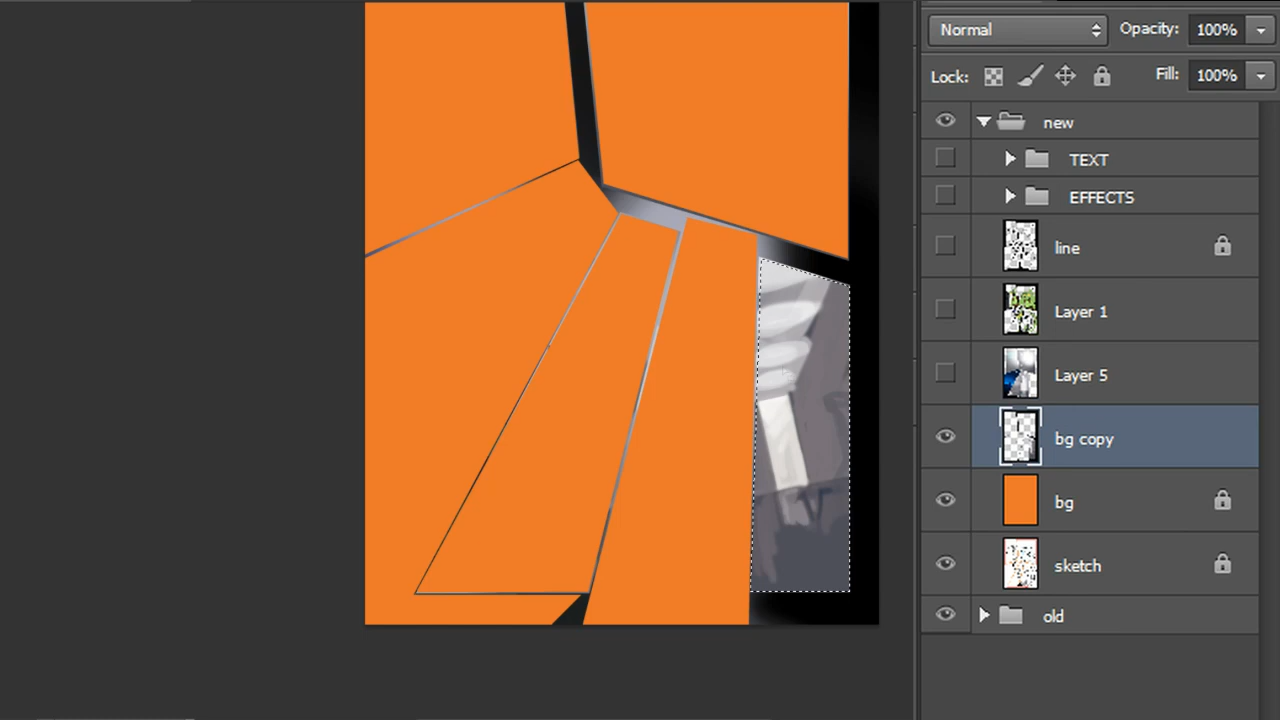 Normal Opacity: 100%
Lock: Fill: 100%
new
TEXT
EFFECTS
line
Layer 1
Layer 5
bg copy
bg
sketch
old